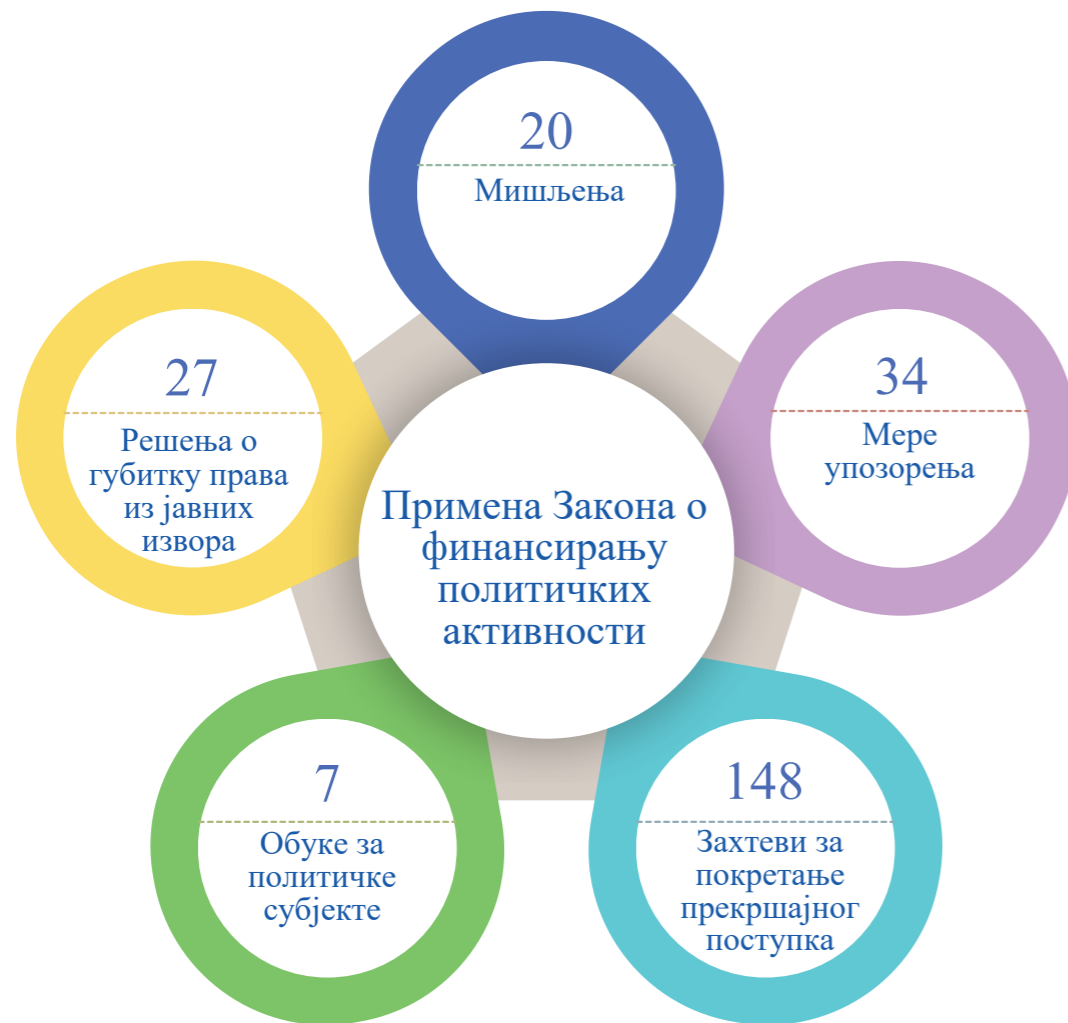 20
Мишљења
34
Мере
упозорења
148
Захтеви за
покретање
прекршајног
поступка
7
Обуке за
политичке
субјекте
27
Решења о
губитку права
из јавних
извора
Примена Закона о
финансирању
политичких
активности